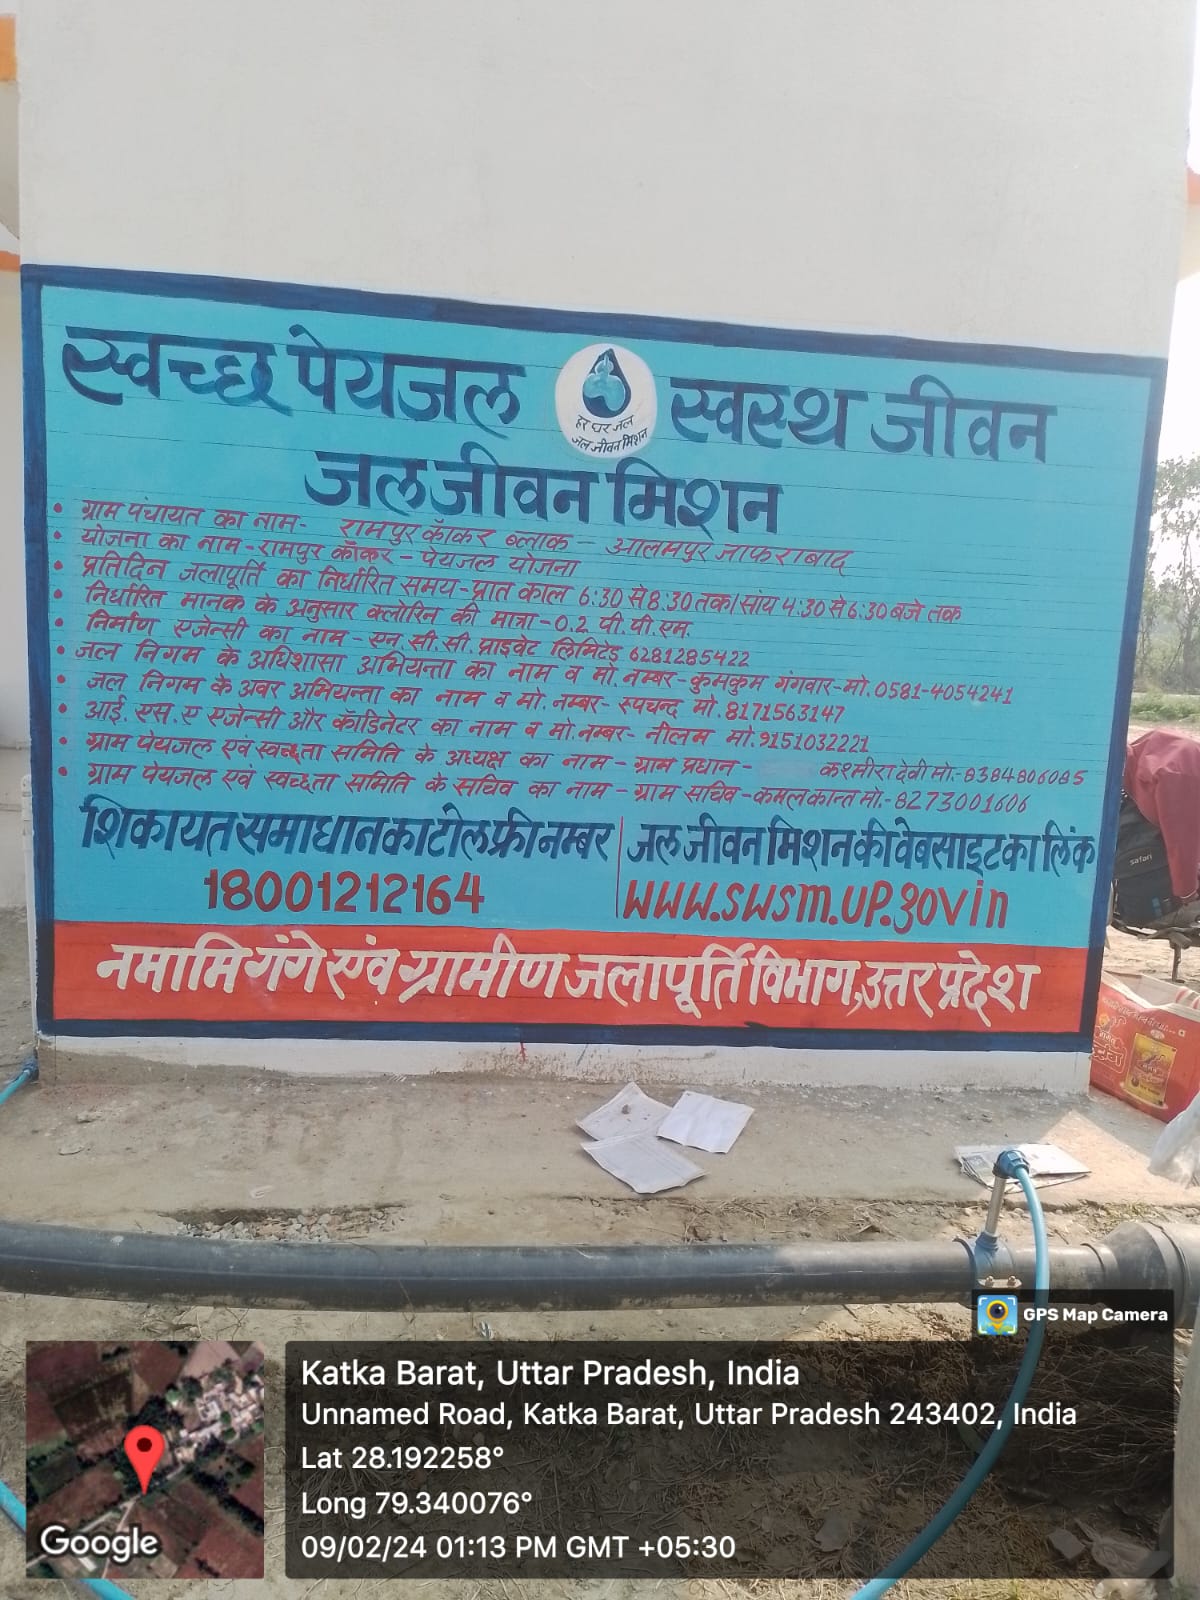 स्वच्छ पेयजल स्वस्थ जीवन
हर घर जल
जल जीवन मिशन
जल जीवन मिशन
• ग्राम पंचायत का नाम- रामपुर कॉकर ब्लाक - आलमपुर जाफराबाद
• योजना का नाम-रामपुर कॉकर - पेयजल योजना
• प्रतिदिन जलापूर्ति का निर्धारित समय-प्रात काल 6:30 से 8:30 तक/सांय 4:30 से 6:30 बजे तक
• निर्धारित मानक के अनुसार क्लोरिन की मात्रा-0.2 पी.पी.एम.
• निर्माण एजेन्सी का नाम - एन.सी.सी. प्राइवेट लिमिटेड 6281285422
• जल निगम के अधिशासा अभियन्ता का नाम व मो. नम्बर-कुमकुम गंगवार-मो.0581-4054241
• जल निगम के अवर अभियन्ता का नाम व मो. नम्बर- रूपचन्द मो.8171563147
• आई. एस. ए एजेन्सी और कॉडिनेटर का नाम व मो.नम्बर- नीलम मो.9151032221
• ग्राम पेयजल एवं स्वच्छता समिति के अध्यक्ष का नाम - ग्राम प्रधान - कश्मीरा देवी मो.-8384806085
• ग्राम पेयजल एवं स्वच्छता समिति के सचिव का नाम - ग्राम सचिव - कमलकान्त मो.-8273001606
शिकायत समाधान का टोल फ्री नम्बर
18001212164
जल जीवन मिशन की वेबसाइट का लिंक
www.swsm.up.gov in
नमामि गंगे एंव ग्रामीण जलापूर्ति विभाग, उत्तर प्रदेश
safari
GPS Map Camera
Katka Barat, Uttar Pradesh, India
Unnamed Road, Katka Barat, Uttar Pradesh 243402, India
Lat 28.192258°
Long 79.340076°
09/02/24 01:13 PM GMT +05:30
Google